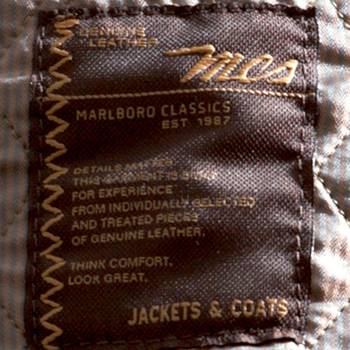 GENUINE
LEATHER
mcs
MARLBORO CLASSICS
EST 1987
DETAILS MATTER
THIS GARMENT IS
FOR EXPERIENCE
FROM INDIVIDUALLY SELECTED
AND TREATED PIECES
OF GENUINE LEATHER.
THINK COMFORT,
LOOK GREAT.
JACKETS & COATS